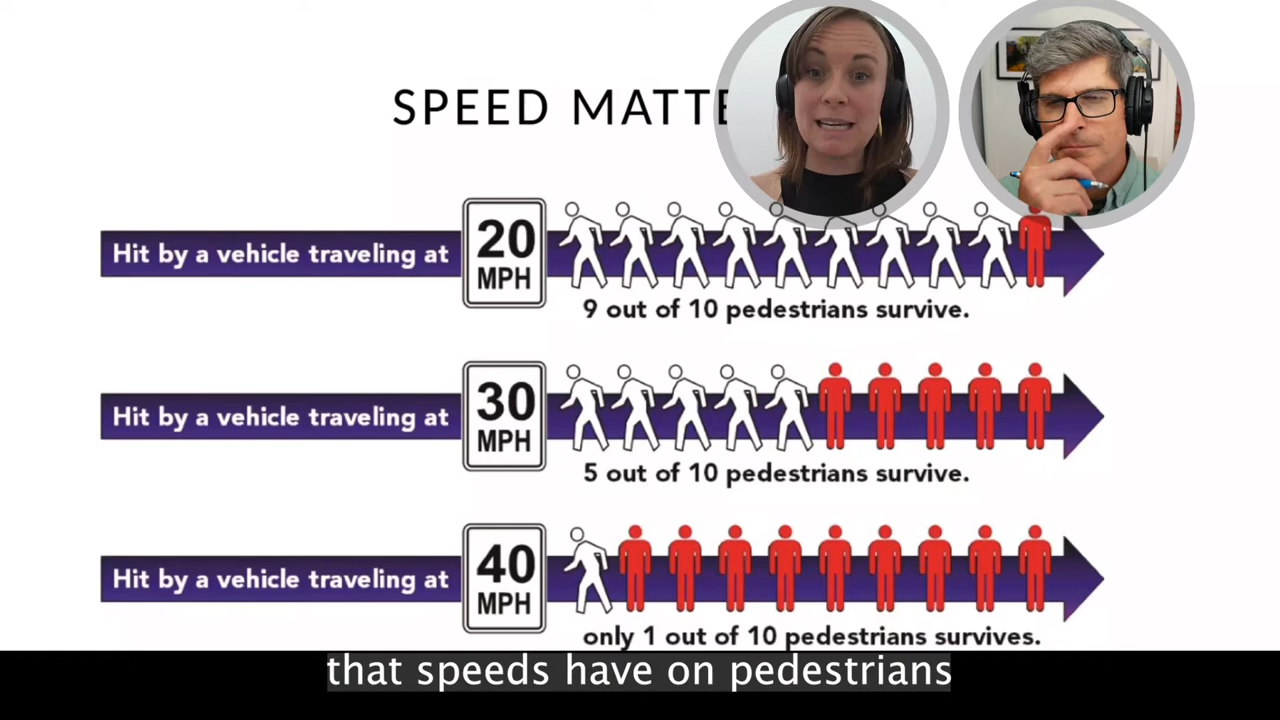 SPEED MATTE
Hit by a vehicle traveling at
20
MPH
9 out of 10 pedestrians survive.
Hit by a vehicle traveling at
30
MPH
5 out of 10 pedestrians survive.
Hit by a vehicle traveling at
40
MPH
only 1 out of 10 pedestrians survives.
that speeds have on pedestrians